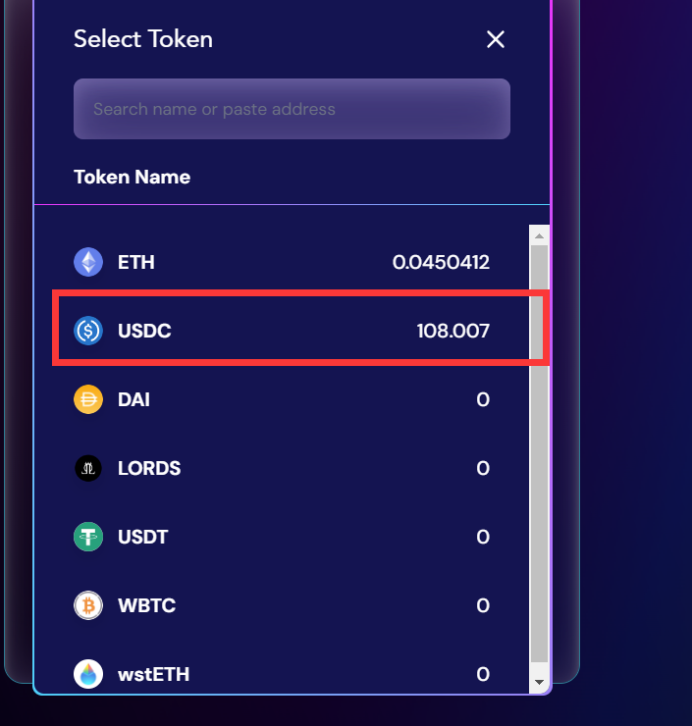 Select Token
Search name or paste address
Token Name
ETH 0.0450412
USDC 108.007
DAI 0
LORDS 0
USDT 0
WBTC 0
wstETH 0